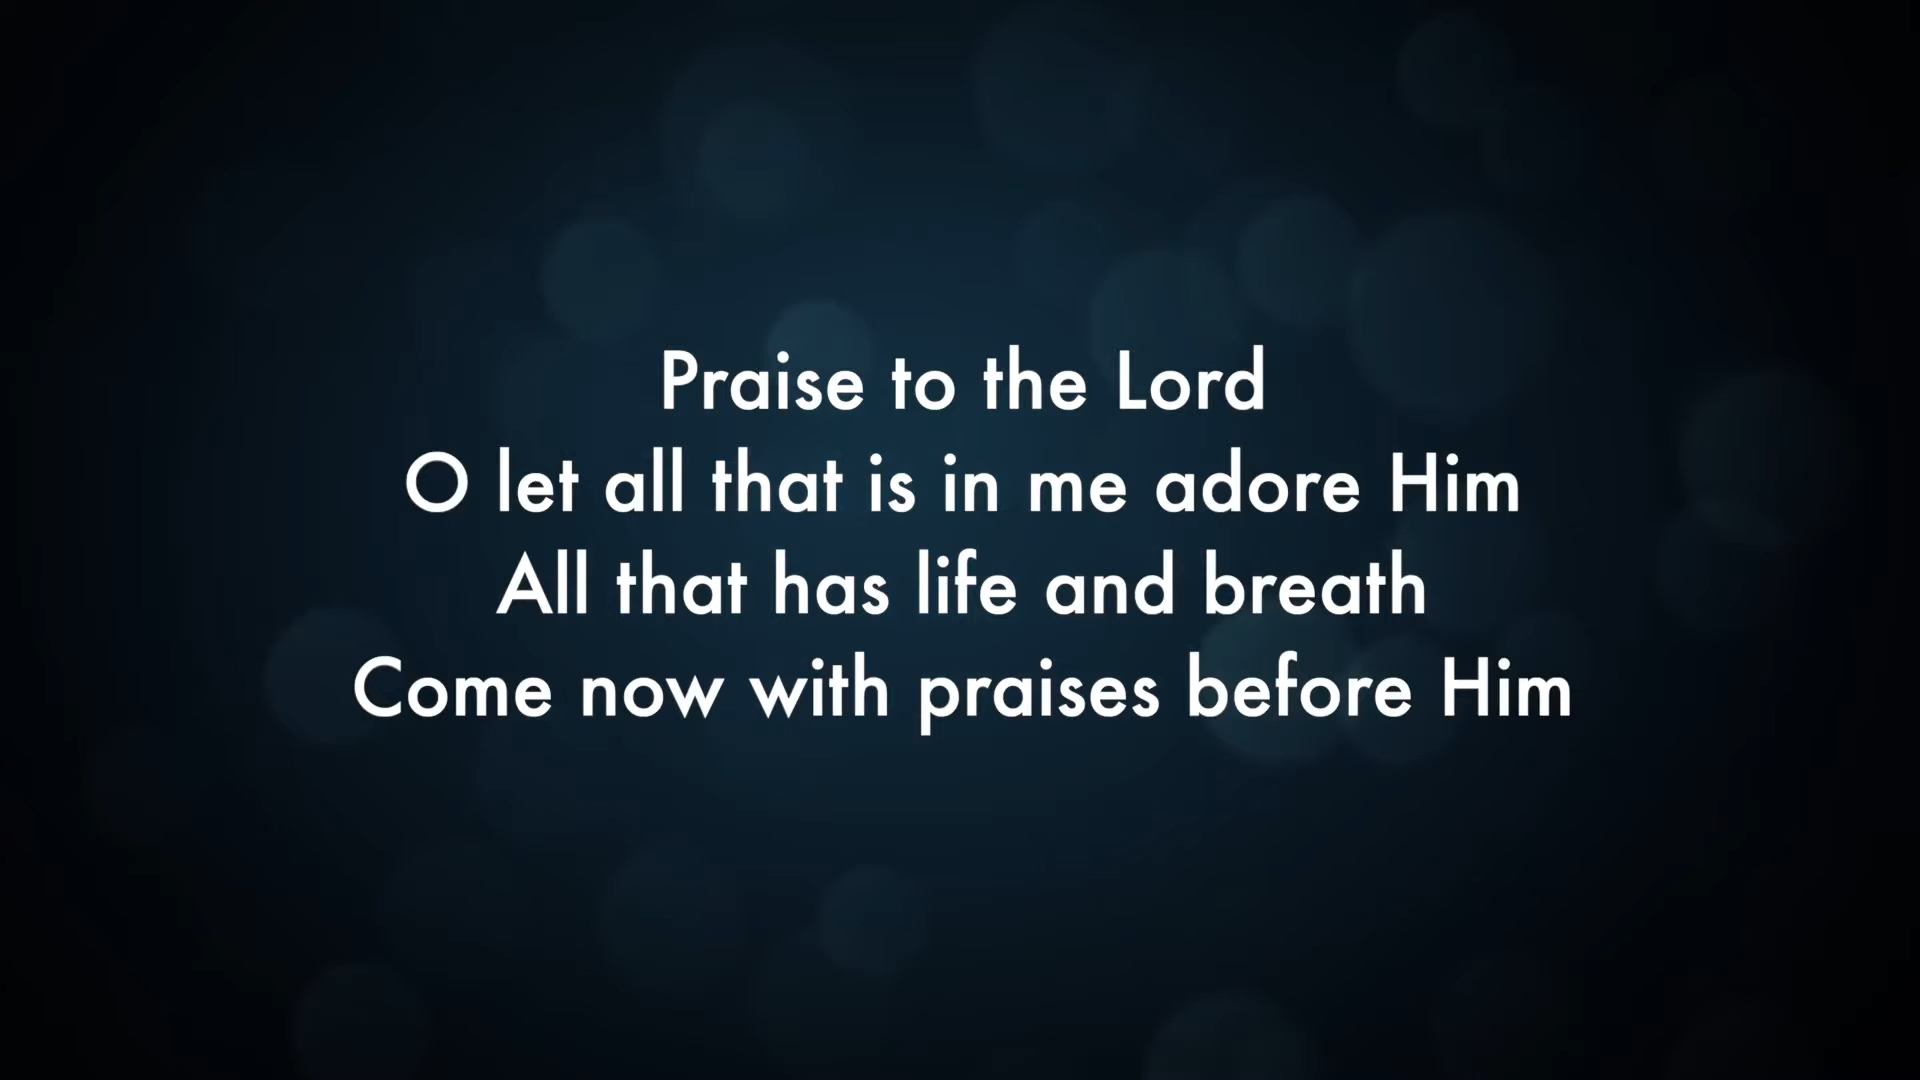 Praise to the Lord
O let all that is in me adore Him
All that has life and breath
Come now with praises before Him